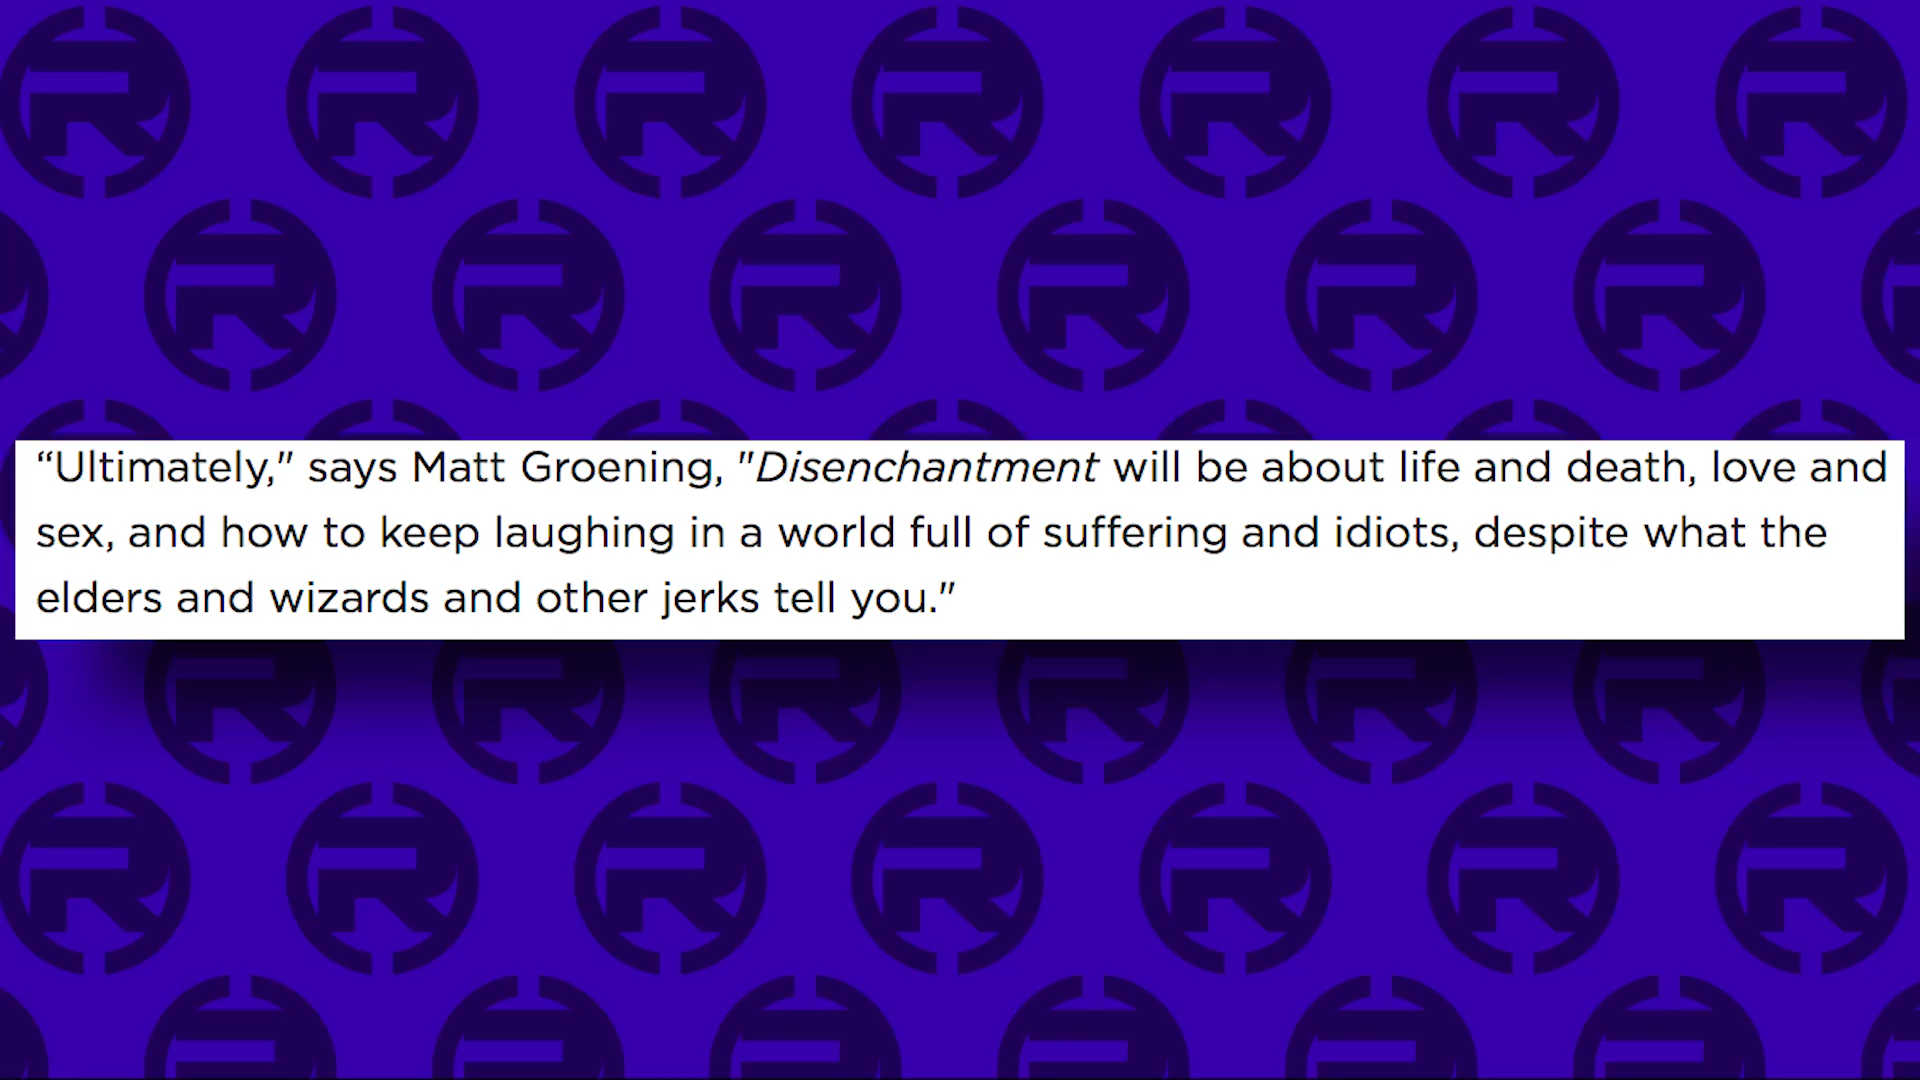 “Ultimately," says Matt Groening, "Disenchantment will be about life and death, love and
sex, and how to keep laughing in a world full of suffering and idiots, despite what the
elders and wizards and other jerks tell you."